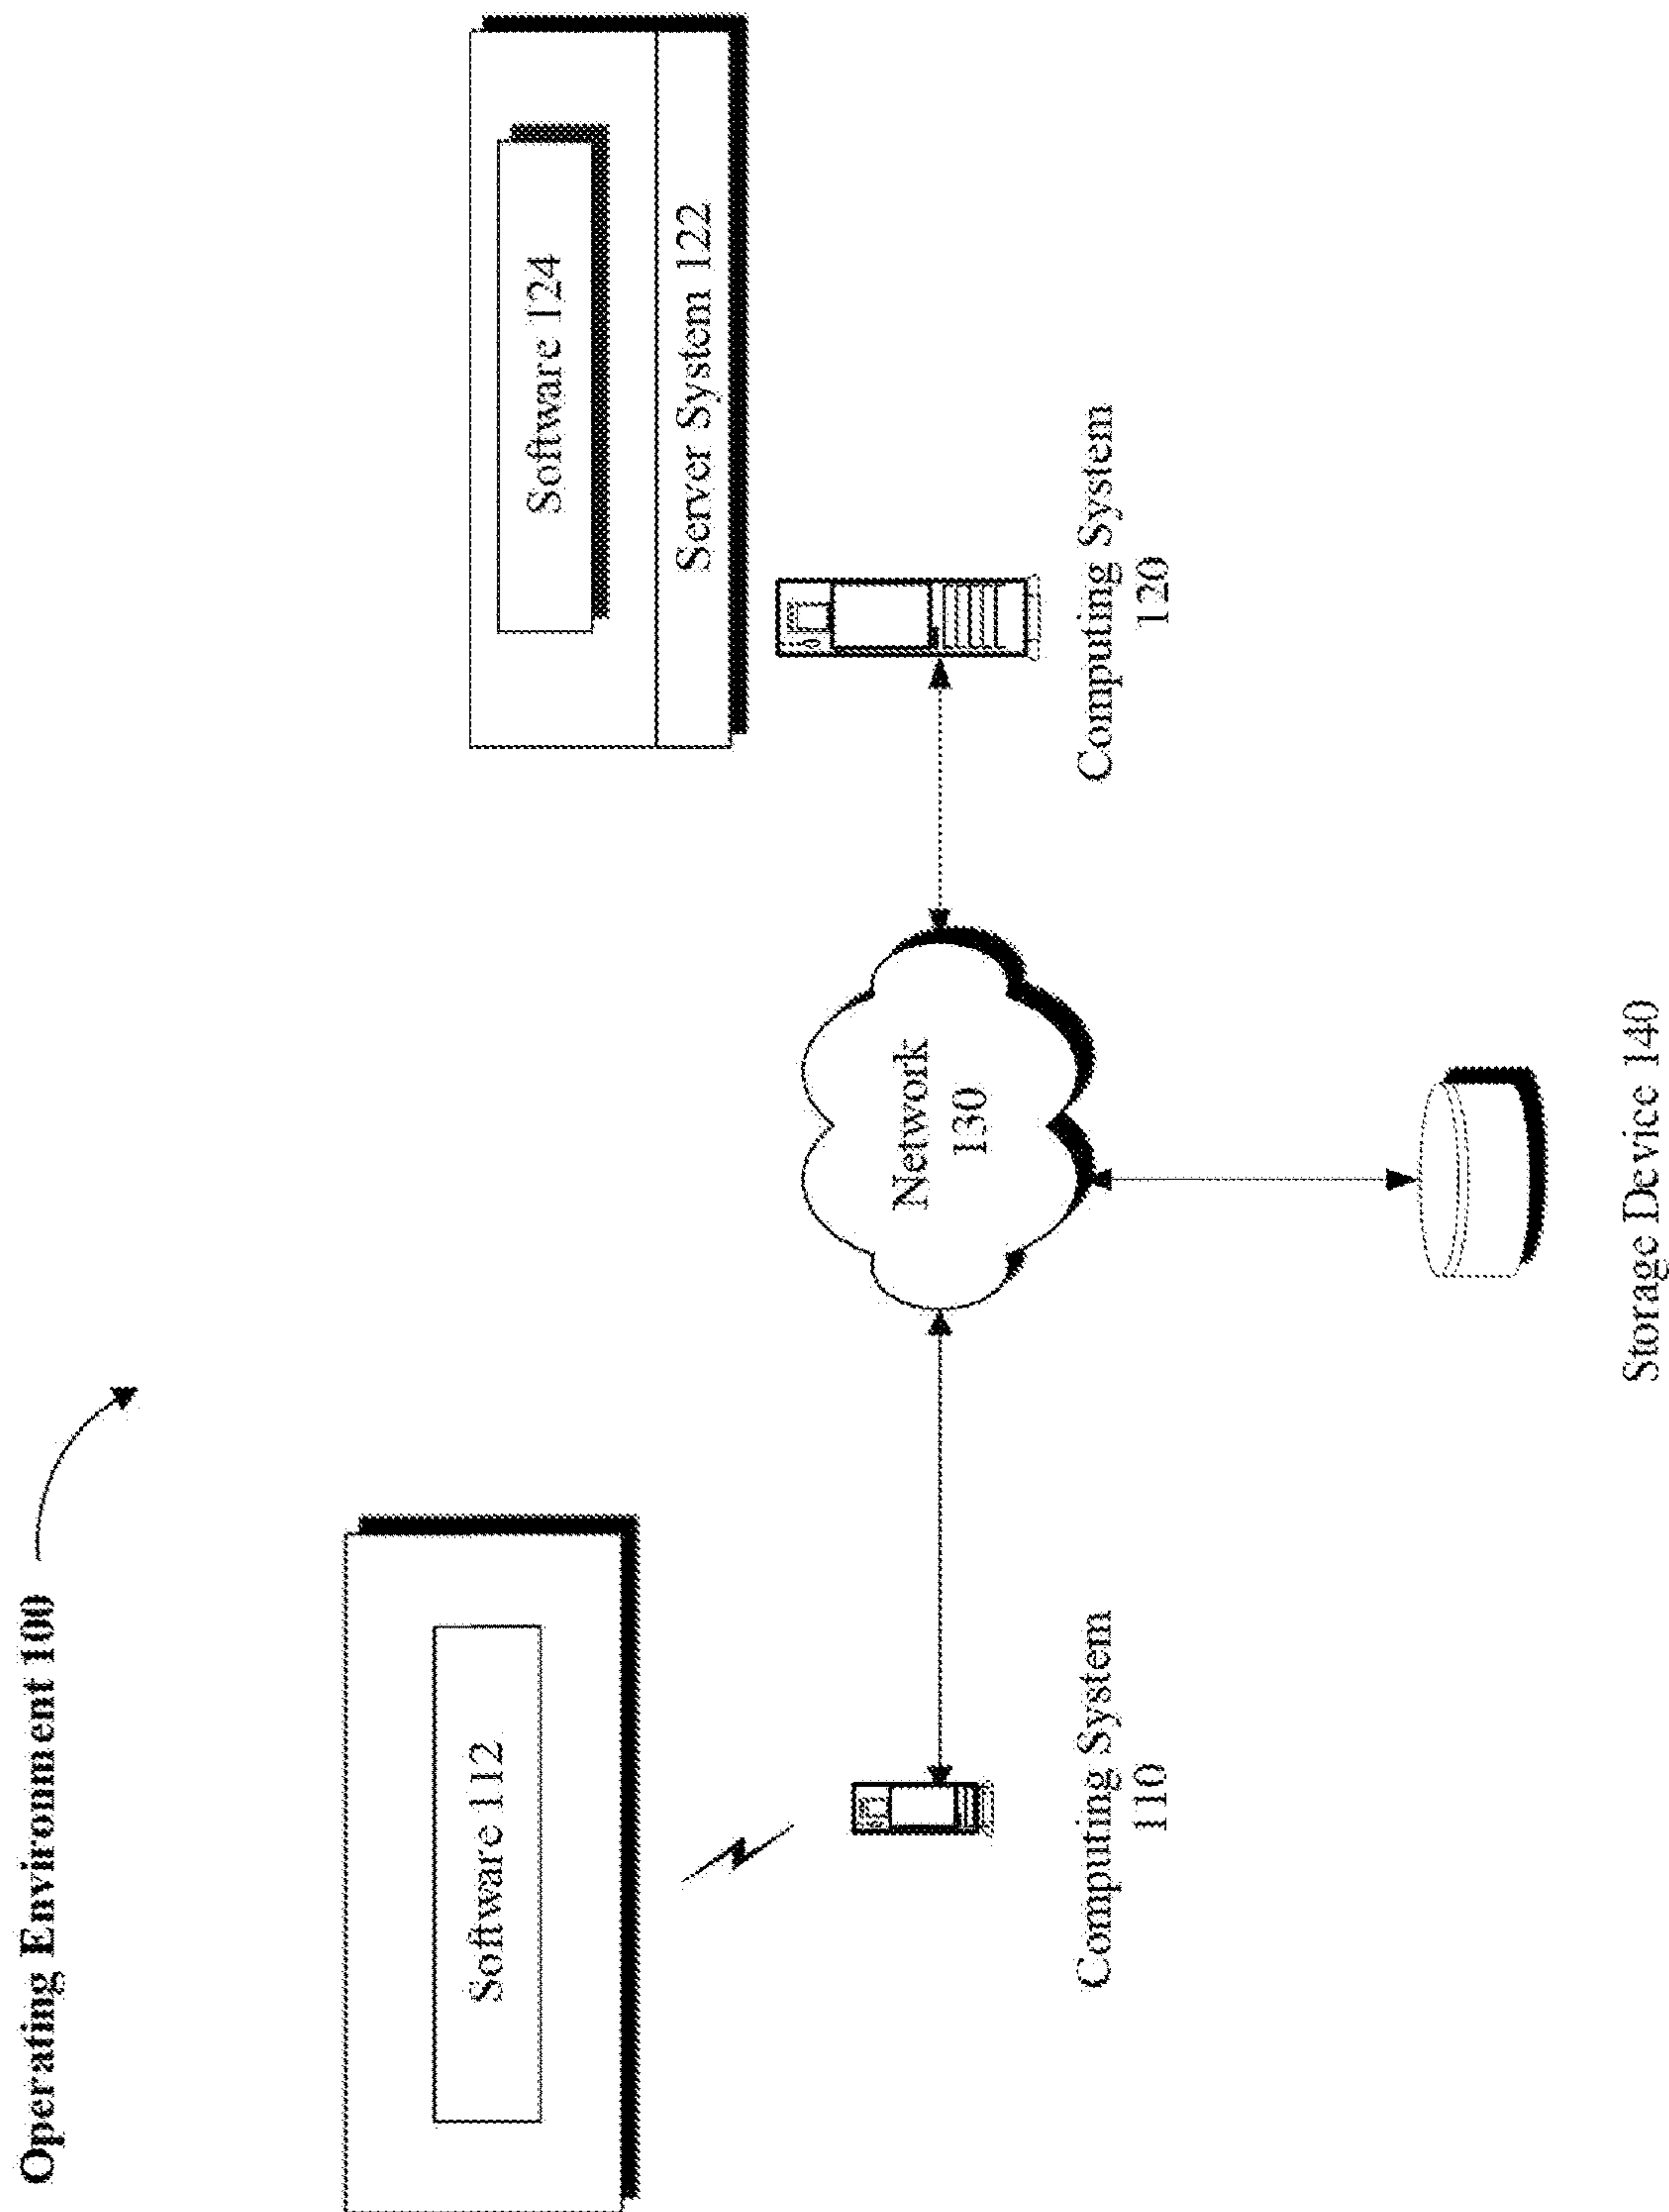 Operating Environment 100
Software 112
Software 124
Server System 122
Network
130
Computing System
110
Computing System
120
Storage Device 140